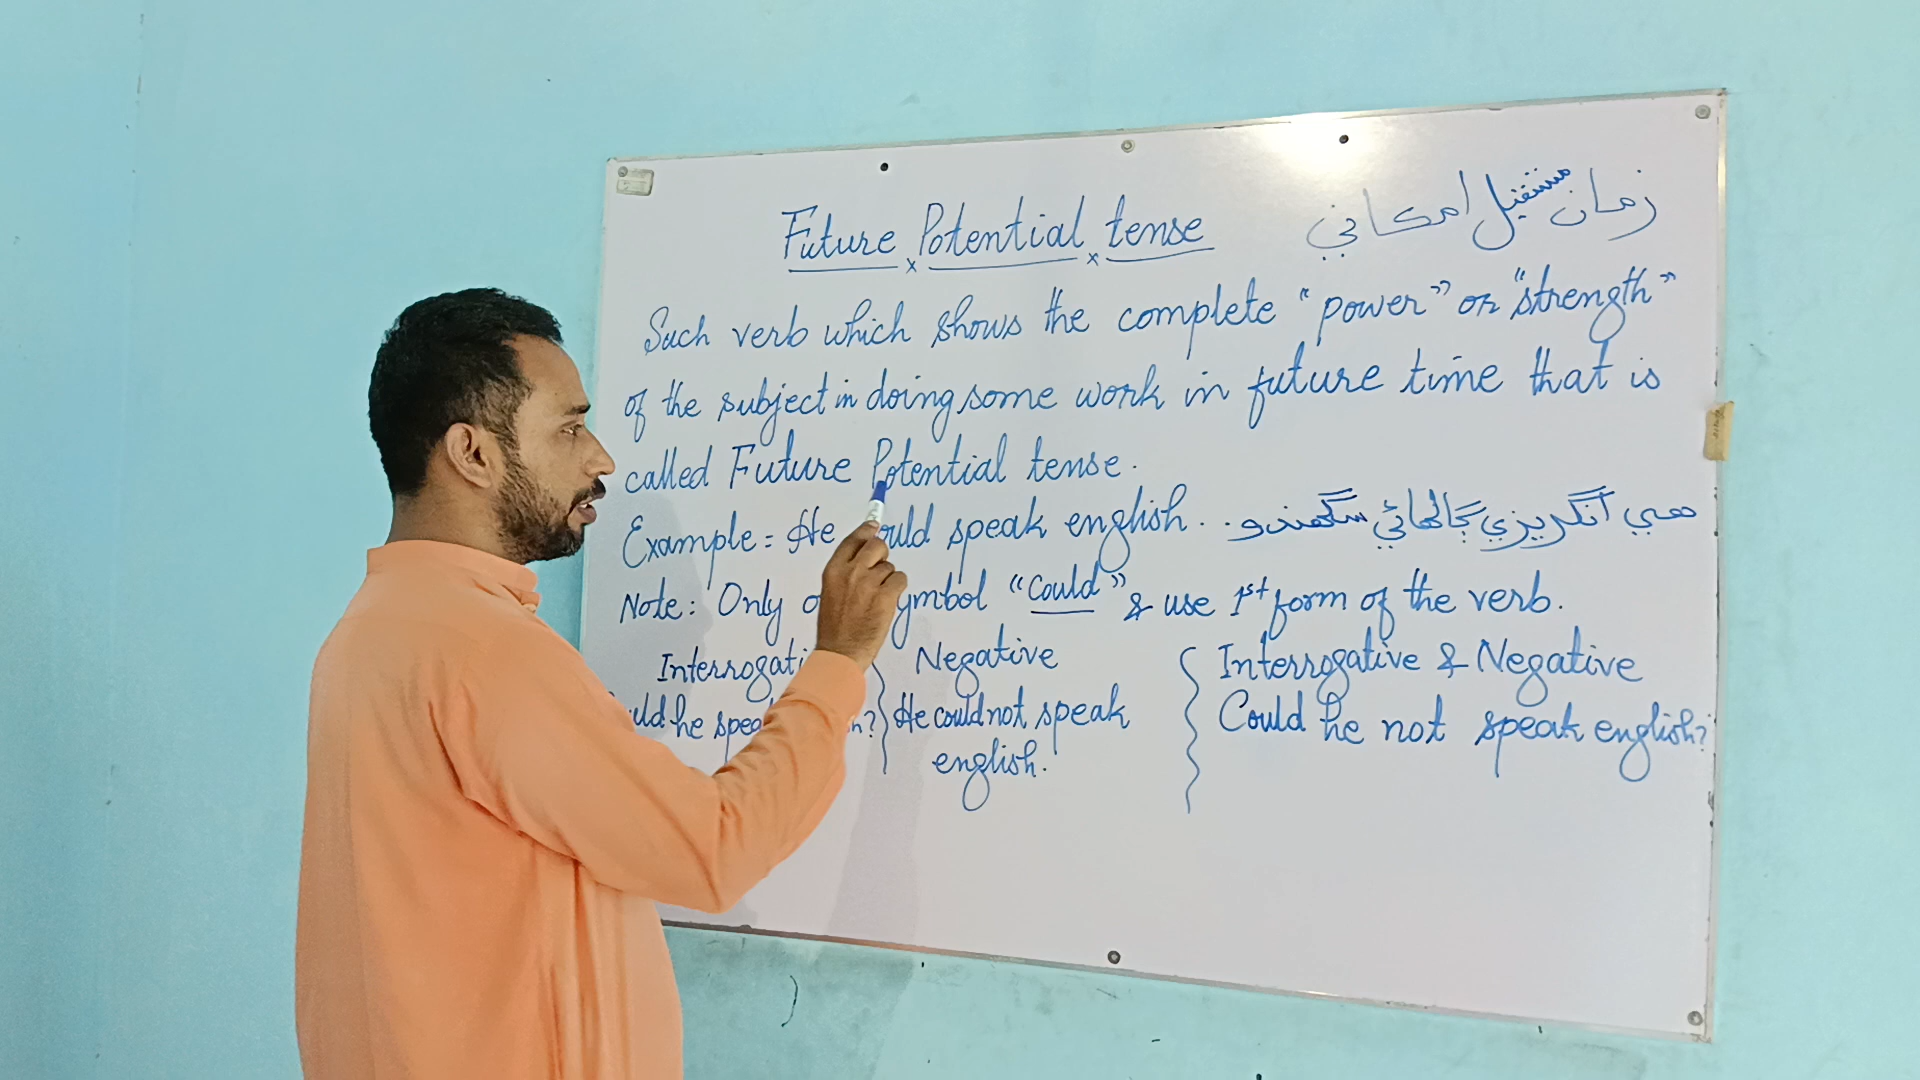 Future Potential tense زمان مستقبل امڪاني
Such verb which shows the complete "power" or "strength"
of the subject in doing some work in future time that is
called Future Potential tense.
Example = He could speak english.. هي انگريزي ڳالهائي سگهندو
Note: Only symbol "Could" & use 1st form of the verb.
Interrogative Negative Interrogative & Negative
he speak ? He could not speak Could he not speak english?
english.